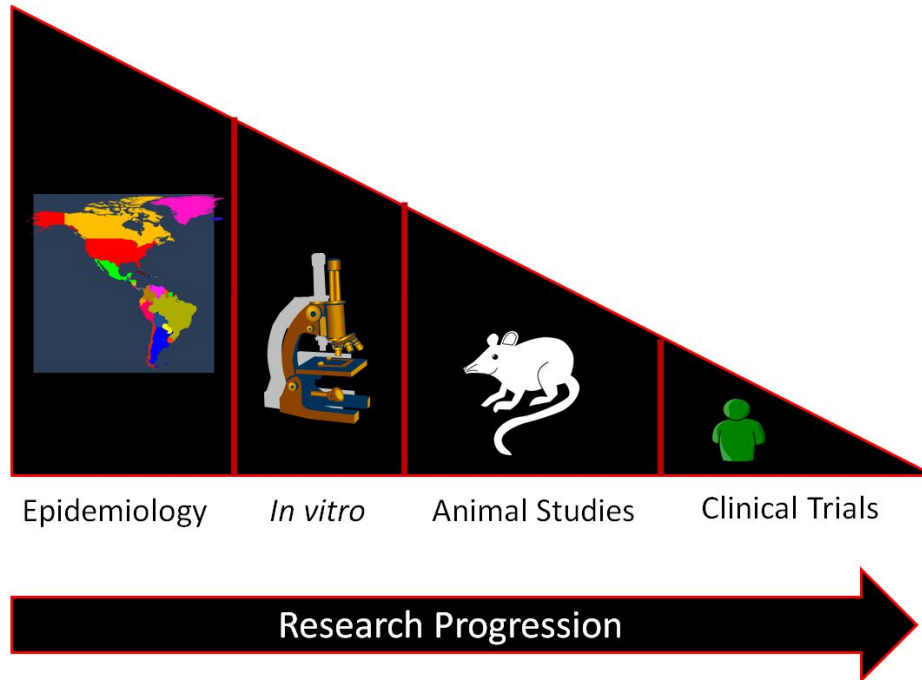 Epidemiology In vitro Animal Studies Clinical Trials
Research Progression